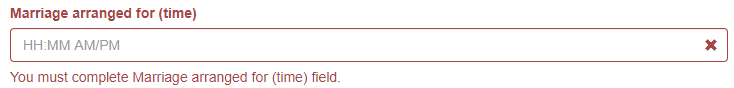 Marriage arranged for (time)
HH:MM AM/PM
You must complete Marriage arranged for (time) field.